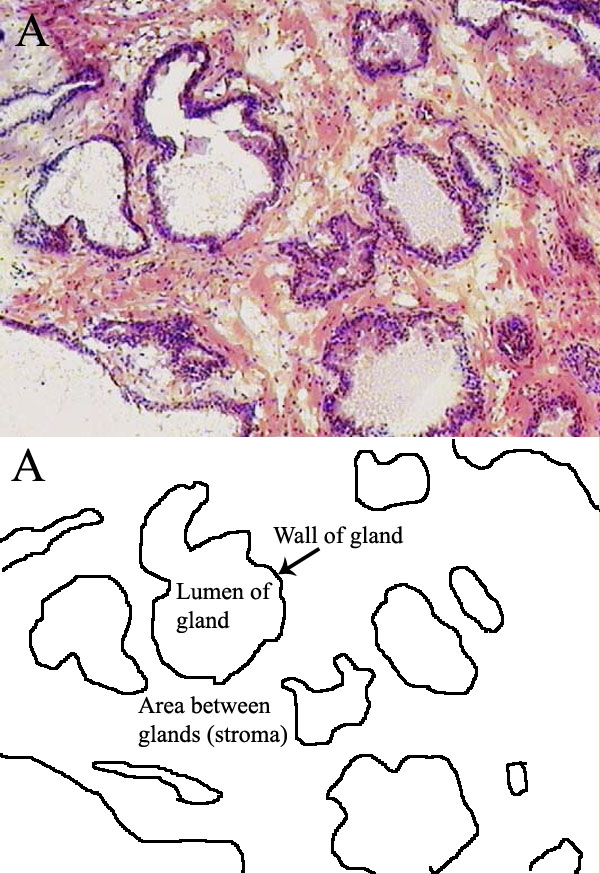 A
A
Wall of gland
Lumen of
gland
Area between
glands (stroma)